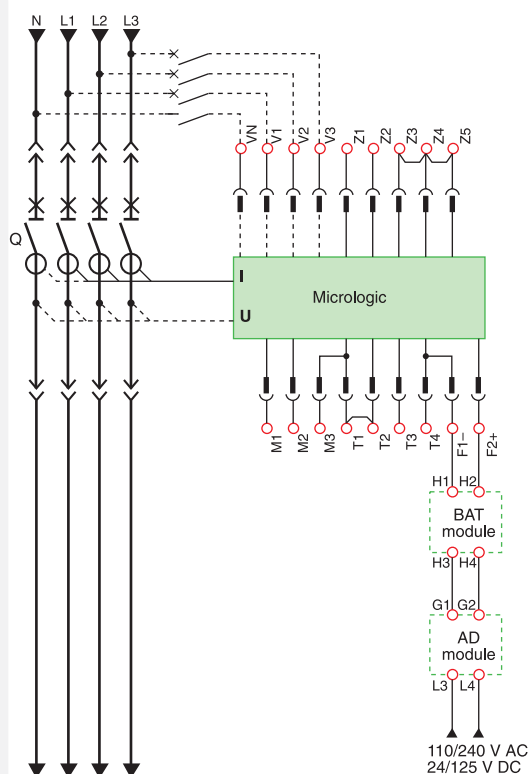 N L1 L2 L3
VN V1 V2 V3 Z1 Z2 Z3 Z4 Z5
Q
I
Micrologic
U
M1 M2 M3 T1 T2 T3 T4 F1– F2+
H1 H2
BAT
module
H3 H4
G1 G2
AD
module
L3 L4
110/240 V AC
24/125 V DC